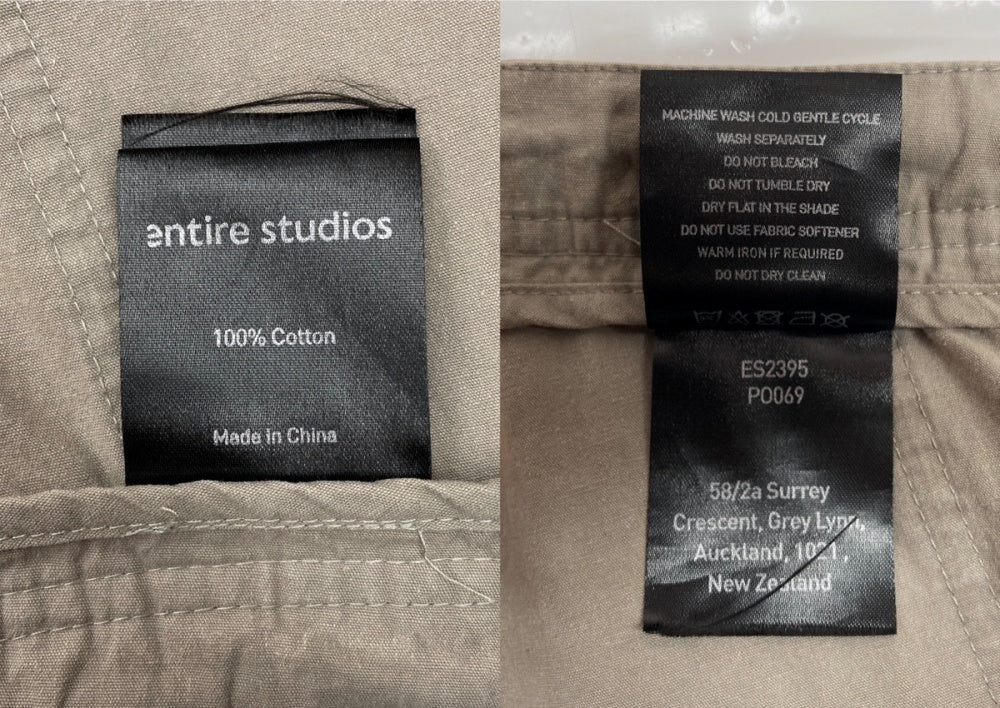 entire studios
100% Cotton
Made in China
MACHINE WASH COLD GENTLE CYCLE
WASH SEPARATELY
DO NOT BLEACH
DO NOT TUMBLE DRY
DRY FLAT IN THE SHADE
DO NOT USE FABRIC SOFTENER
WARM IRON IF REQUIRED
DO NOT DRY CLEAN
ES2395
PO069
58/2a Surrey
Crescent, Grey Lynn,
Auckland, 1021 ,
New Zealand